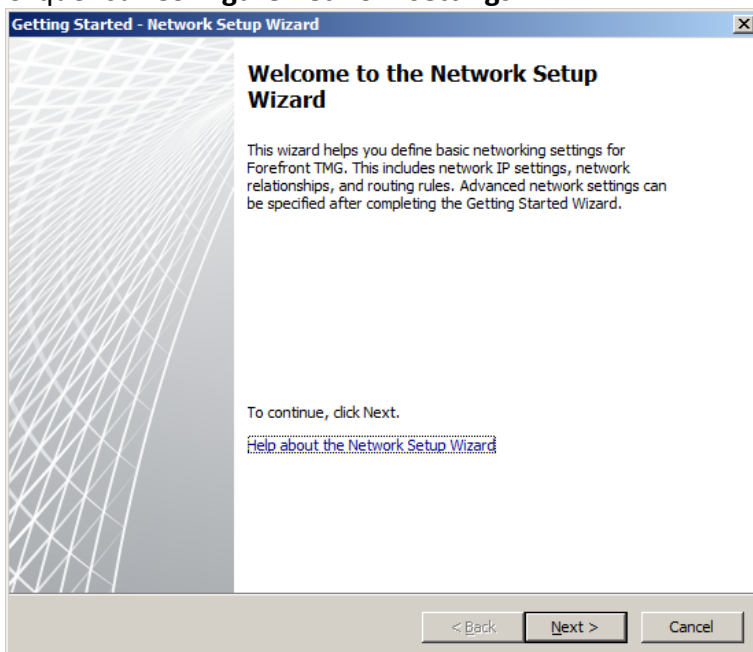 Getting Started - Network Setup Wizard
Welcome to the Network Setup
Wizard
This wizard helps you define basic networking settings for
Forefront TMG. This includes network IP settings, network
relationships, and routing rules. Advanced network settings can
be specified after completing the Getting Started Wizard.
To continue, click Next.
Help about the Network Setup Wizard
< Back Next > Cancel